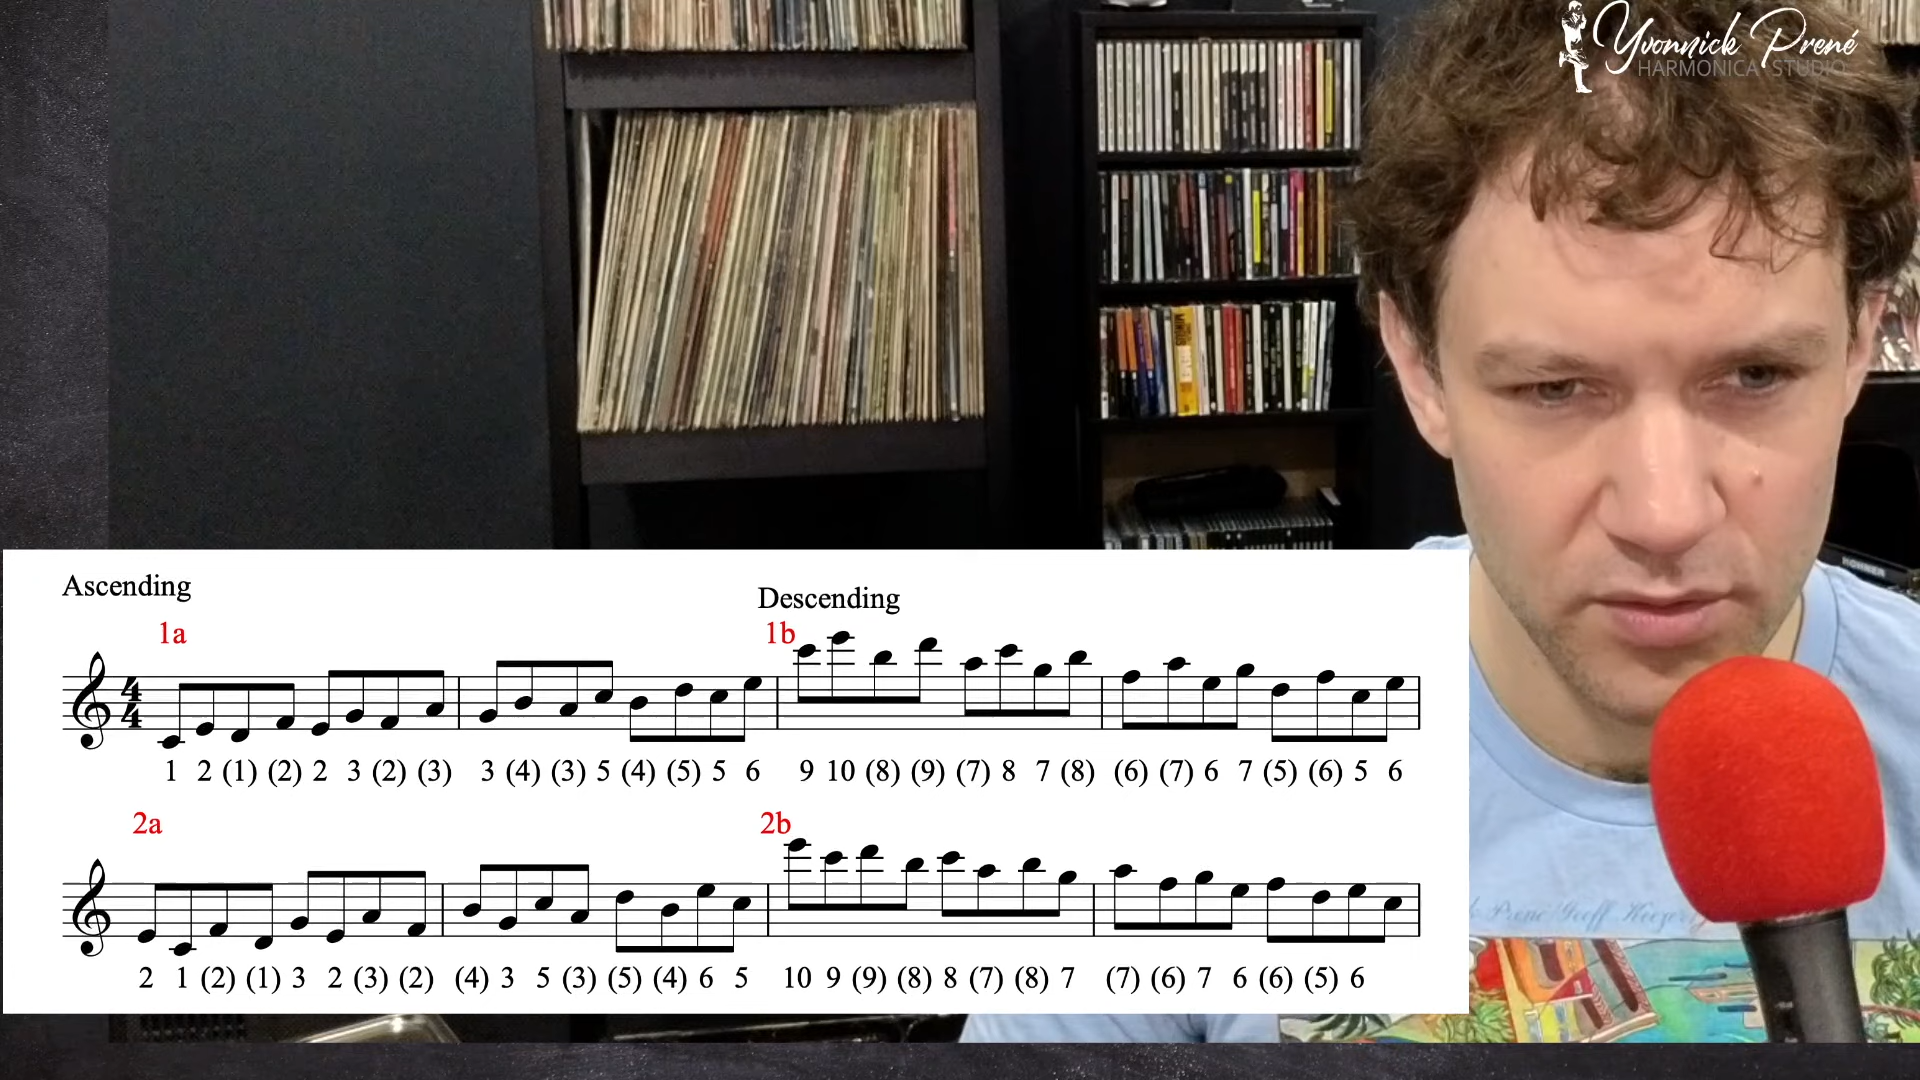 Yvonnick Prené
HARMONICA STUDIO
HOHNER
Ascending
Descending
1a
1b
4
4
1 2 (1) (2) 2 3 (2) (3) 3 (4) (3) 5 (4) (5) 5 6 9 10 (8) (9) (7) 8 7 (8) (6) (7) 6 7 (5) (6) 5 6
2a
2b
2 1 (2) (1) 3 2 (3) (2) (4) 3 5 (3) (5) (4) 6 5 10 9 (9) (8) 8 (7) (8) 7 (7) (6) 7 6 (6) (5) 6